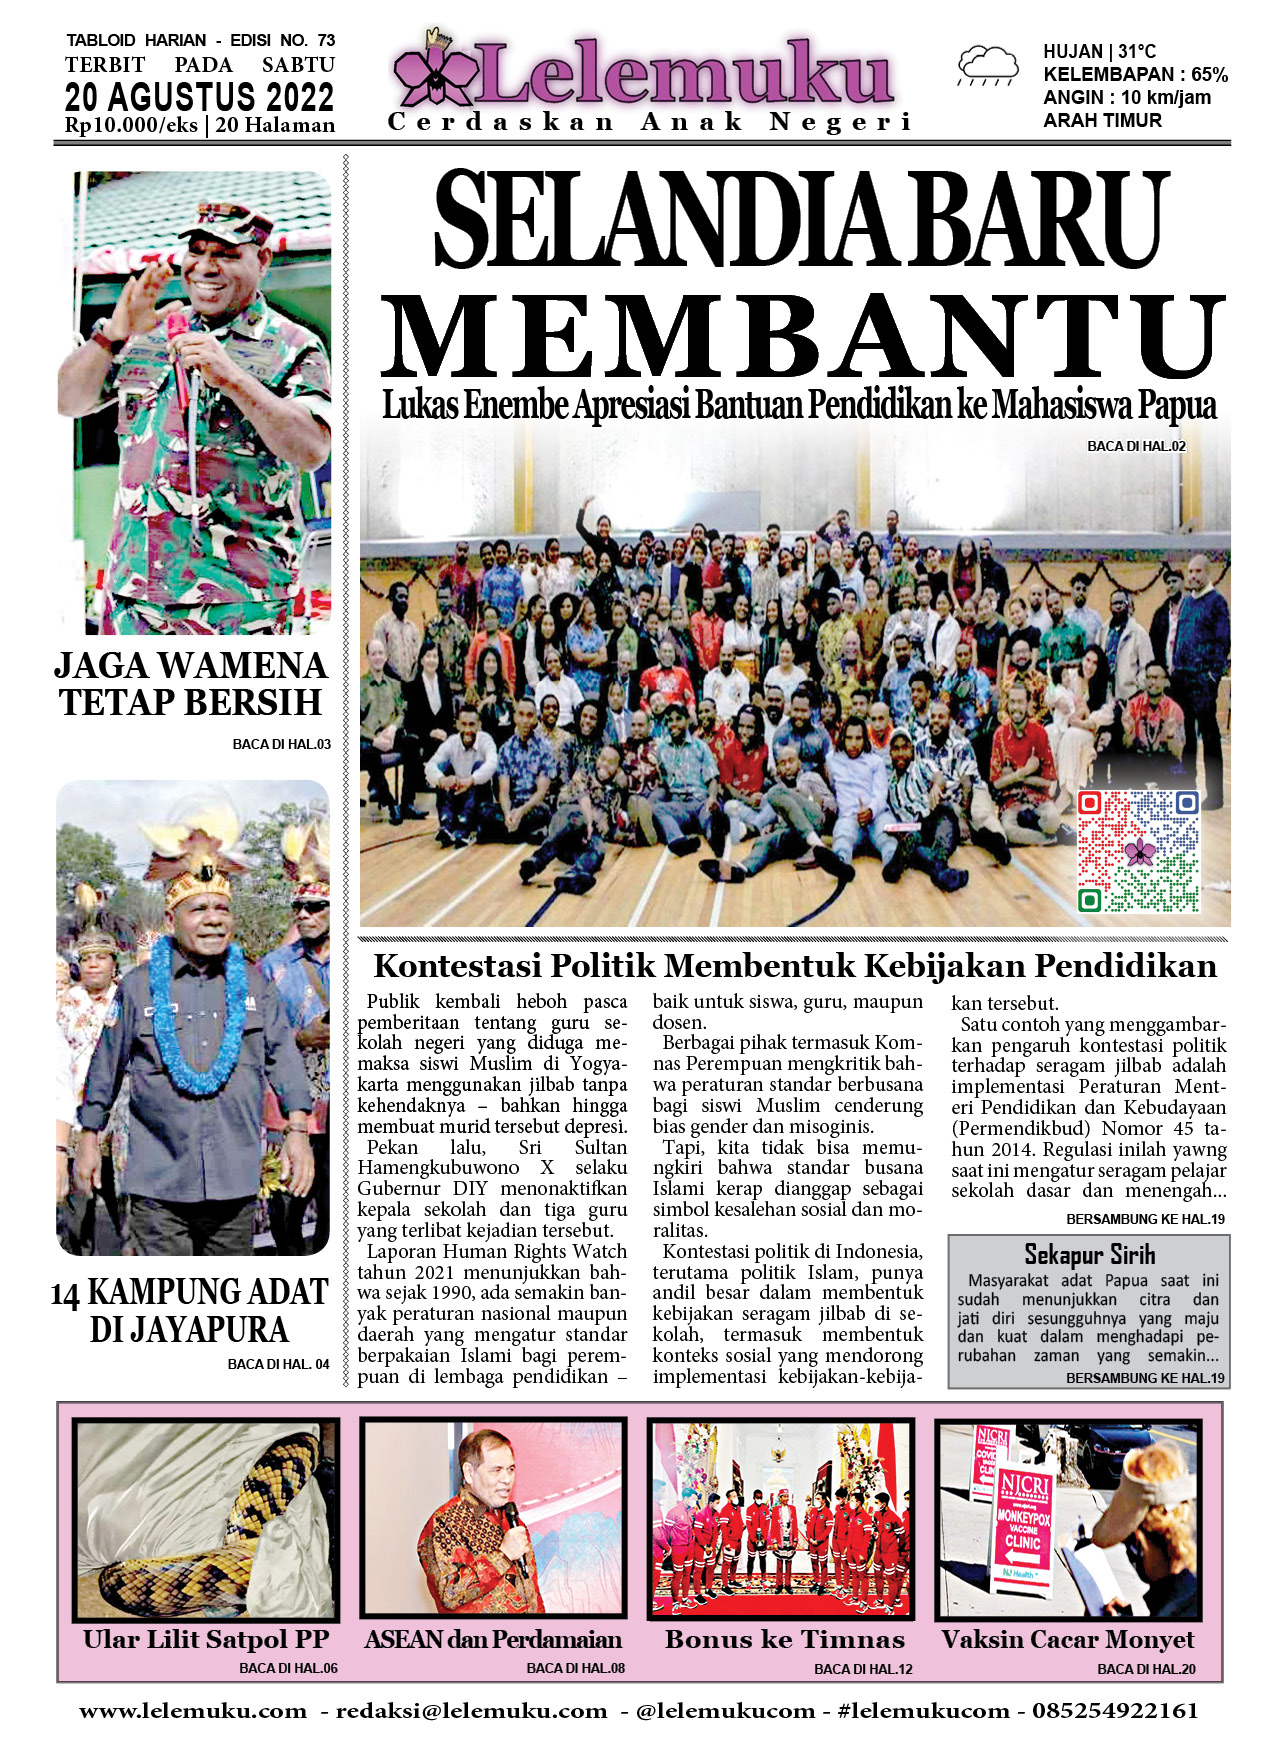 TABLOID HARIAN - EDISI NO. 73
TERBIT PADA SABTU
20 AGUSTUS 2022
Rp10.000/eks | 20 Halaman
Lelemuku
Cerdaskan Anak Negeri
HUJAN | 31°C
KELEMBAPAN : 65%
ANGIN : 10 km/jam
ARAH TIMUR
JAGA WAMENA
TETAP BERSIH
BACA DI HAL.03
14 KAMPUNG ADAT
DI JAYAPURA
BACA DI HAL. 04
SELANDIA BARU
MEMBANTU
Lukas Enembe Apresiasi Bantuan Pendidikan ke Mahasiswa Papua
BACA DI HAL.02
Kontestasi Politik Membentuk Kebijakan Pendidikan
Publik kembali heboh pasca
pemberitaan tentang guru se-
kolah negeri yang diduga me-
maksa siswi Muslim di Yogya-
karta menggunakan jilbab tanpa
kehendaknya – bahkan hingga
membuat murid tersebut depresi.
Pekan lalu, Sri Sultan
Hamengkubuwono X selaku
Gubernur DIY menonaktifkan
kepala sekolah dan tiga guru
yang terlibat kejadian tersebut.
Laporan Human Rights Watch
tahun 2021 menunjukkan bah-
wa sejak 1990, ada semakin ban-
yak peraturan nasional maupun
daerah yang mengatur standar
berpakaian Islami bagi perem-
puan di lembaga pendidikan –
baik untuk siswa, guru, maupun
dosen.
Berbagai pihak termasuk Kom-
nas Perempuan mengkritik bah-
wa peraturan standar berbusana
bagi siswi Muslim cenderung
bias gender dan misoginis.
Tapi, kita tidak bisa memu-
ngkiri bahwa standar busana
Islami kerap dianggap sebagai
simbol kesalehan sosial dan mo-
ralitas.
Kontestasi politik di Indonesia,
terutama politik Islam, punya
andil besar dalam membentuk
kebijakan seragam jilbab di se-
kolah, termasuk membentuk
konteks sosial yang mendorong
implementasi kebijakan-kebija-
kan tersebut.
Satu contoh yang menggambar-
kan pengaruh kontestasi politik
terhadap seragam jilbab adalah
implementasi Peraturan Ment-
eri Pendidikan dan Kebudayaan
(Permendikbud) Nomor 45 ta-
hun 2014. Regulasi inilah yawng
saat ini mengatur seragam pelajar
sekolah dasar dan menengah...
BERSAMBUNG KE HAL.19
Sekapur Sirih
Masyarakat adat Papua saat ini
sudah menunjukkan citra dan
jati diri sesungguhnya yang maju
dan kuat dalam menghadapi pe-
rubahan zaman yang semakin...
BERSAMBUNG KE HAL.19
NJCRI
COVID
VACCINE
CLINIC
NJCRI
MONKEYPOX
VACCINE
CLINIC
NJ Health
Ular Lilit Satpol PP
BACA DI HAL.06
ASEAN dan Perdamaian
BACA DI HAL.08
Bonus ke Timnas
BACA DI HAL.12
Vaksin Cacar Monyet
BACA DI HAL.20
www.lelemuku.com - redaksi@lelemuku.com - @lelemukucom - #lelemukucom - 085254922161